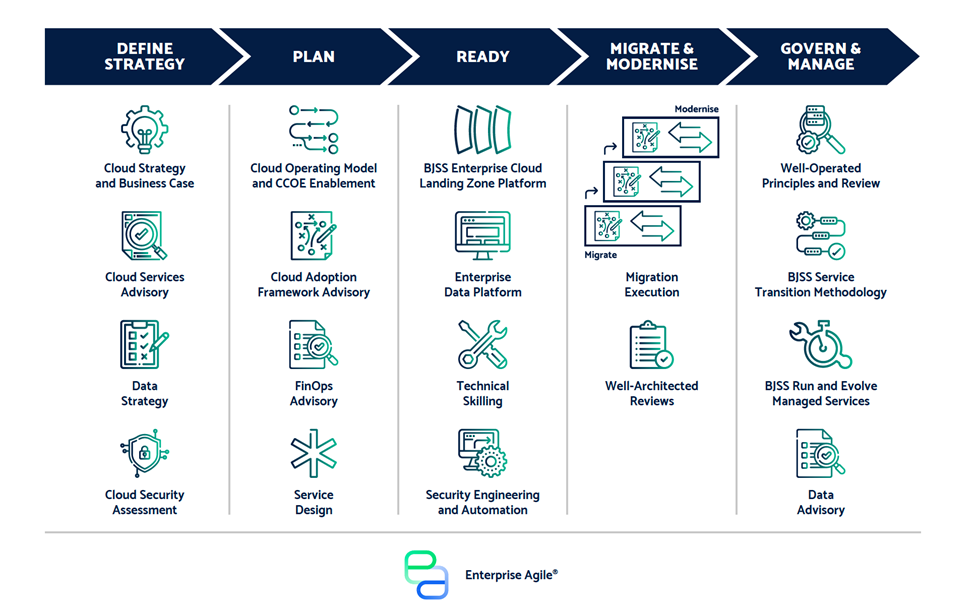 DEFINE
STRATEGY
PLAN
READY
MIGRATE &
MODERNISE
GOVERN &
MANAGE
Cloud Strategy
and Business Case
Cloud Services
Advisory
Data
Strategy
Cloud Security
Assessment
Cloud Operating Model
and CCOE Enablement
Cloud Adoption
Framework Advisory
FinOps
Advisory
Service
Design
BJSS Enterprise Cloud
Landing Zone Platform
Enterprise
Data Platform
Technical
Skilling
Security Engineering
and Automation
Modernise
Migrate
Migration
Execution
Well-Architected
Reviews
Well-Operated
Principles and Review
BJSS Service
Transition Methodology
BJSS Run and Evolve
Managed Services
Data
Advisory
Enterprise Agile®